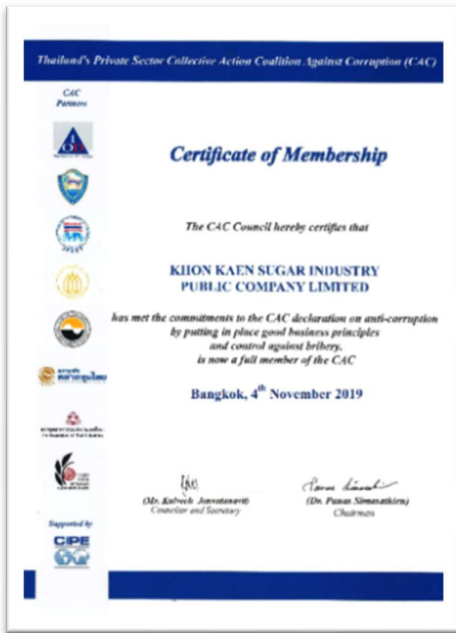 Thailand's Private Sector Collective Action Coalition Against Corruption (CAC)
CAC
Partners
Certificate of Membership
The CAC Council hereby certifies that
KHON KAEN SUGAR INDUSTRY
PUBLIC COMPANY LIMITED
has met the commitments to the CAC declaration on anti-corruption
by putting in place good business principles
and control against bribery,
is now a full member of the CAC
Bangkok, 4th November 2019
(Dr. Panas Simasathien)
Councilor and Secretary
Chairman
Supported by
CIPE